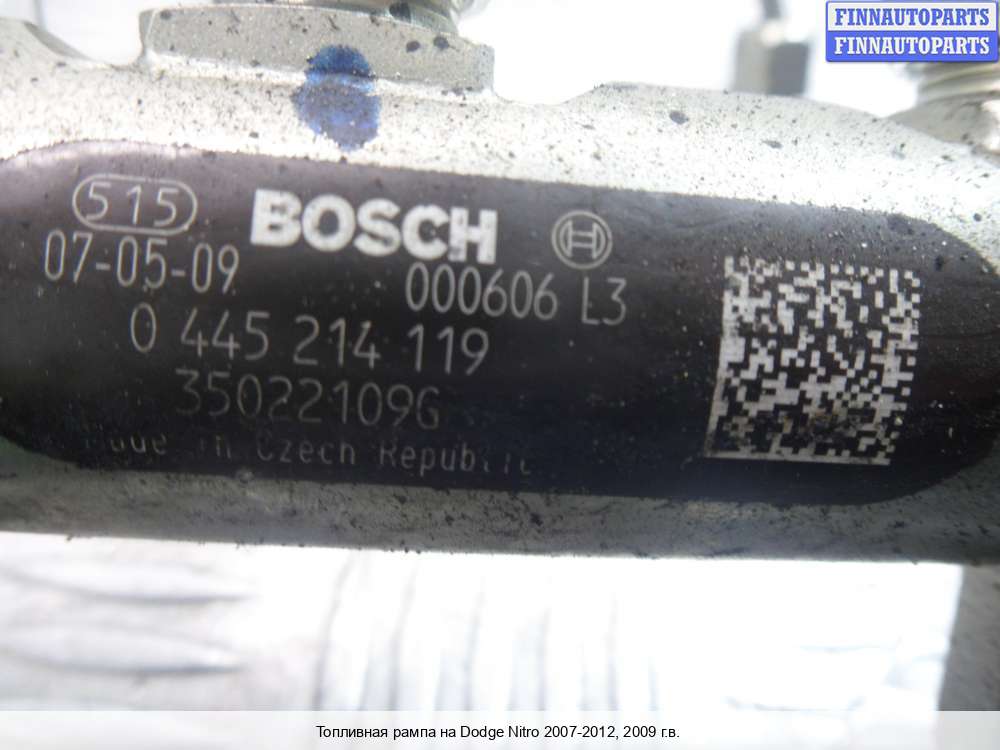 FINNAUTOPARTS
FINNAUTOPARTS
515 BOSCH H
07-05-09 000606 L3
0 445 214 119
35022109G
Made in Czech Republic
Топливная рампа на Dodge Nitro 2007-2012, 2009 г.в.